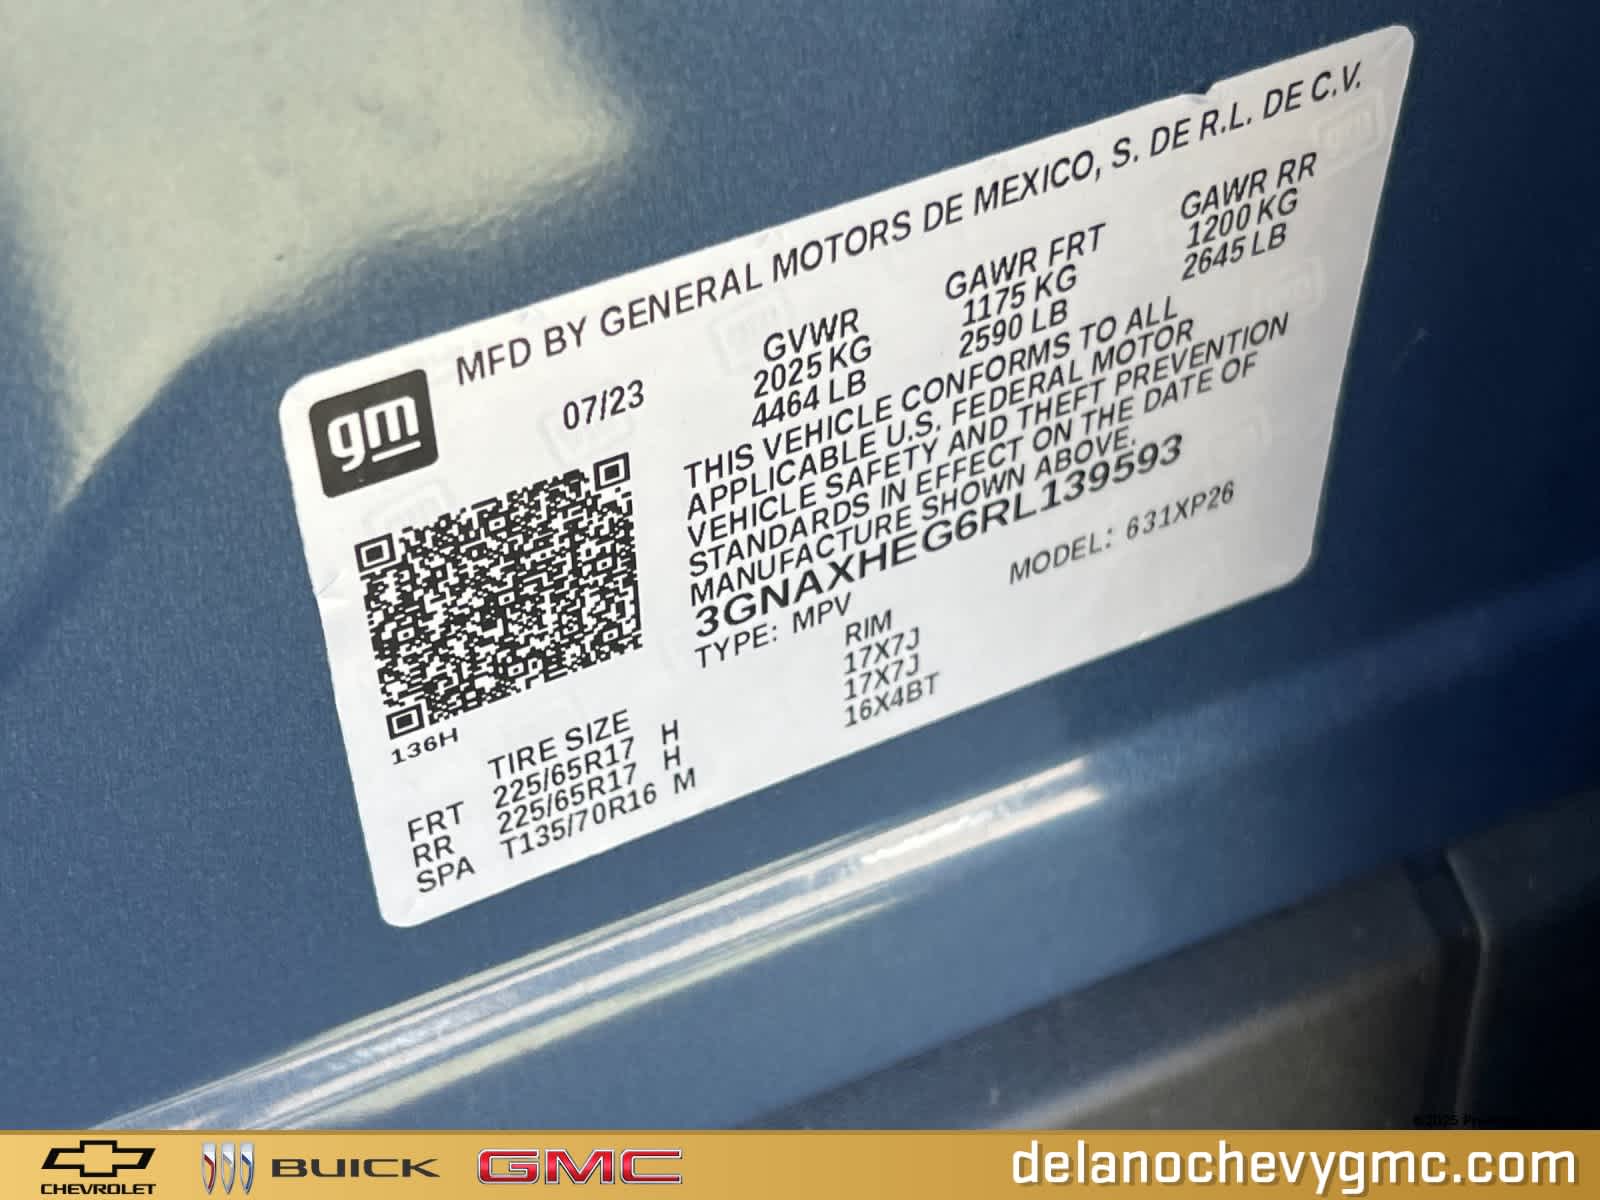 MFD BY GENERAL MOTORS DE MEXICO, S. DE R.L. DE C.V.
gm
07/23
GVWR GAWR FRT GAWR RR
2025 KG 1175 KG 1200 KG
4464 LB 2590 LB 2645 LB
THIS VEHICLE CONFORMS TO ALL
APPLICABLE U.S. FEDERAL MOTOR
VEHICLE SAFETY AND THEFT PREVENTION
STANDARDS IN EFFECT ON THE DATE OF
MANUFACTURE SHOWN ABOVE.
3GNAXHEG6RL139593
TYPE: MPV MODEL: 631XP26
136H
TIRE SIZE RIM
FRT 225/65R17 H 17X7J
RR 225/65R17 H 17X7J
SPA T135/70R16 M 16X4BT
CHEVROLET
BUICK
GMC
delanochevygmc.com